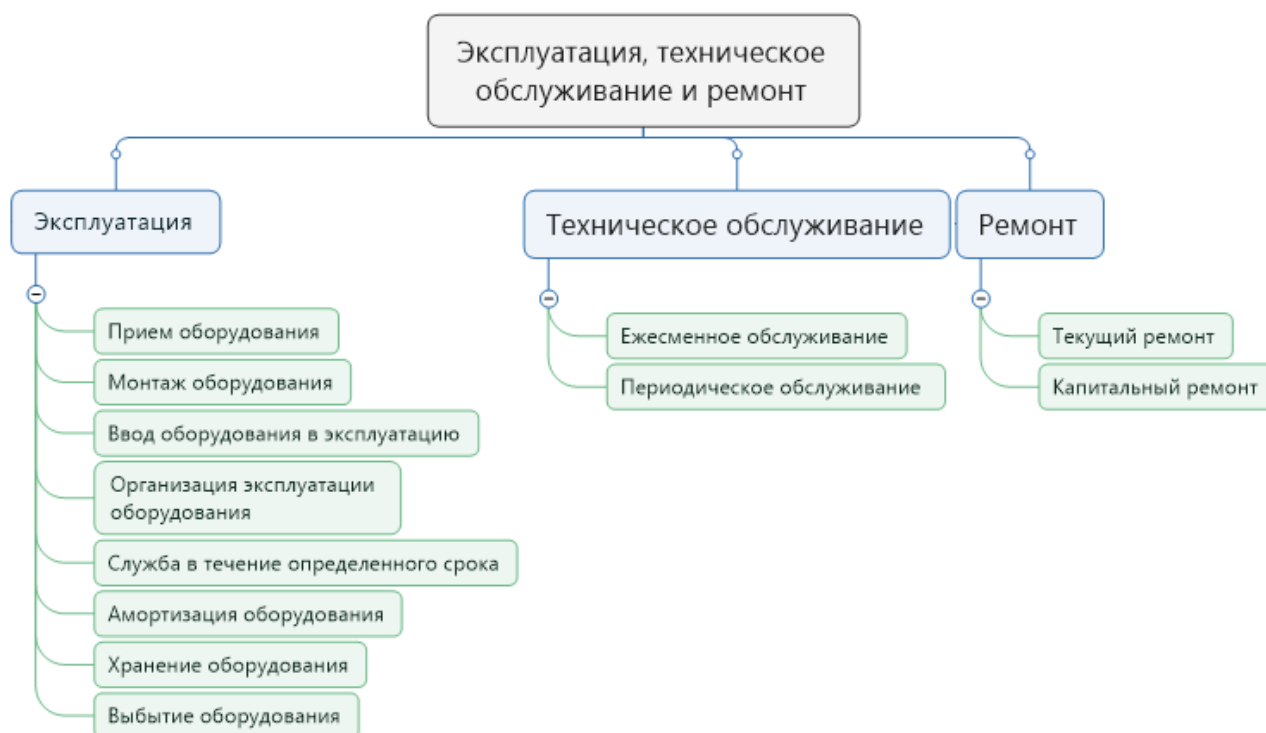 Эксплуатация, техническое
обслуживание и ремонт
Эксплуатация
Техническое обслуживание
Ремонт
Прием оборудования
Монтаж оборудования
Ввод оборудования в эксплуатацию
Организация эксплуатации
оборудования
Служба в течение определенного срока
Амортизация оборудования
Хранение оборудования
Выбытие оборудования
Ежесменное обслуживание
Периодическое обслуживание
Текущий ремонт
Капитальный ремонт